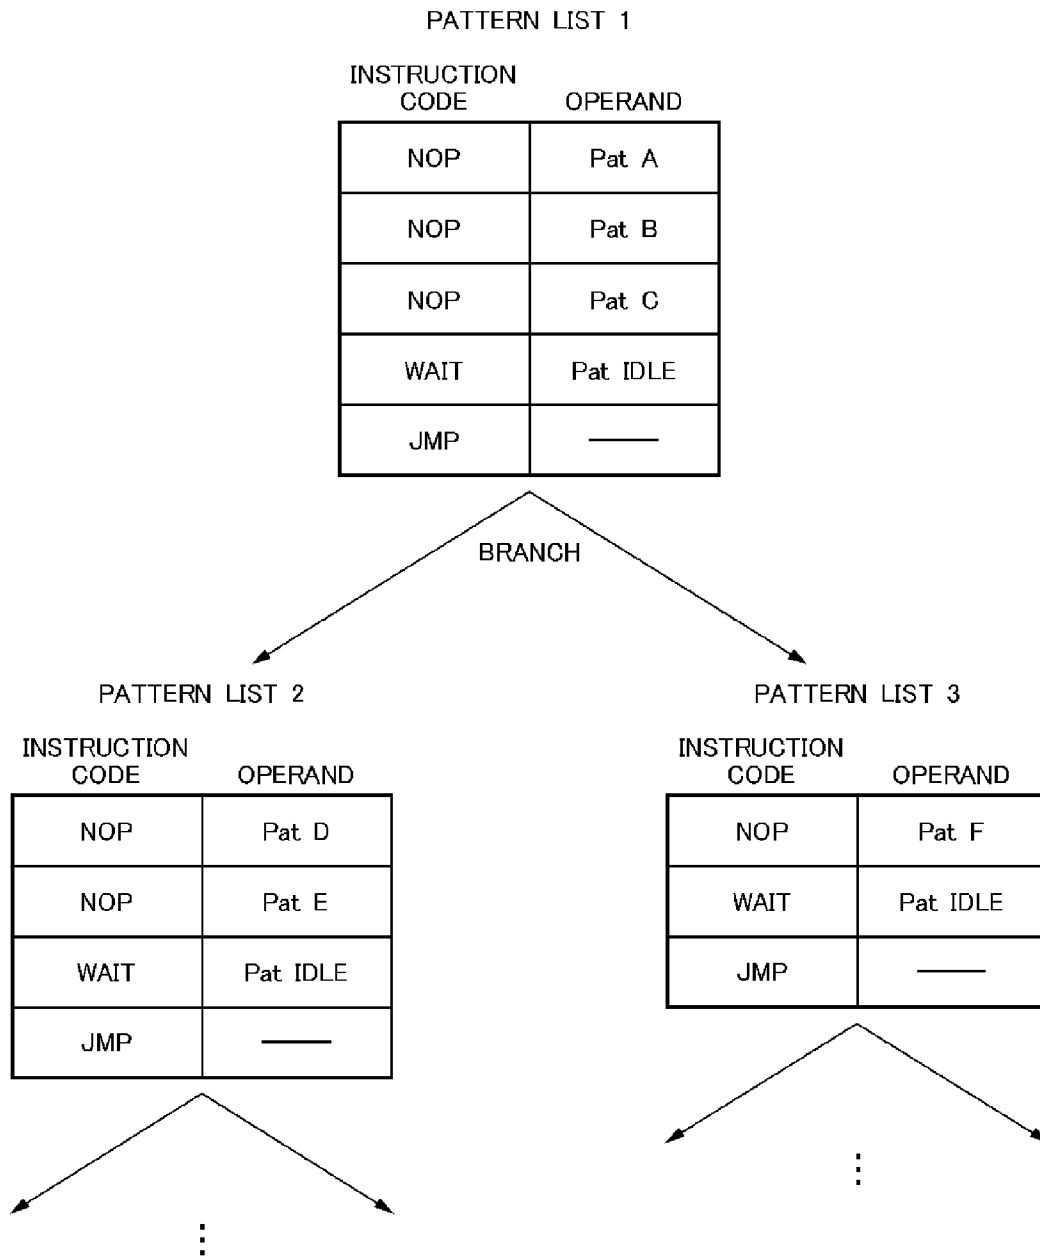 PATTERN LIST 1
INSTRUCTION
CODE OPERAND
NOP Pat A
NOP Pat B
NOP Pat C
WAIT Pat IDLE
JMP ——
BRANCH
PATTERN LIST 2
INSTRUCTION
CODE OPERAND
NOP Pat D
NOP Pat E
WAIT Pat IDLE
JMP ——
PATTERN LIST 3
INSTRUCTION
CODE OPERAND
NOP Pat F
WAIT Pat IDLE
JMP ——